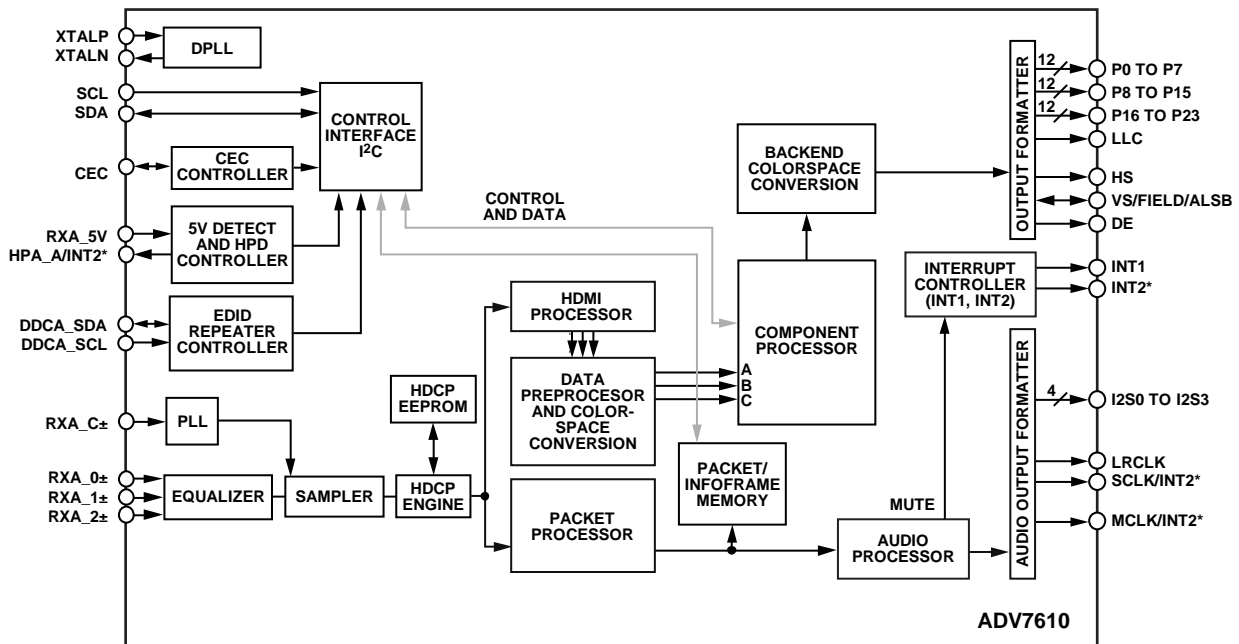 XTALP
XTALN
DPLL
SCL
SDA
CONTROL
INTERFACE
I²C
CEC
CEC
CONTROLLER
RXA_5V
HPA_A/INT2*
5V DETECT
AND HPD
CONTROLLER
DDCA_SDA
DDCA_SCL
EDID
REPEATER
CONTROLLER
RXA_C±
PLL
RXA_0±
RXA_1±
RXA_2±
EQUALIZER
SAMPLER
HDCP
EEPROM
HDCP
ENGINE
CONTROL
AND DATA
HDMI
PROCESSOR
DATA
PREPROCESOR
AND COLOR-
SPACE
CONVERSION
PACKET
PROCESSOR
A
B
C
COMPONENT
PROCESSOR
BACKEND
COLORSPACE
CONVERSION
PACKET/
INFOFRAME
MEMORY
MUTE
AUDIO
PROCESSOR
INTERRUPT
CONTROLLER
(INT1, INT2)
OUTPUT FORMATTER
12
P0 TO P7
12
P8 TO P15
12
P16 TO P23
LLC
HS
VS/FIELD/ALSB
DE
INT1
INT2*
AUDIO OUTPUT FORMATTER
4
I2S0 TO I2S3
LRCLK
SCLK/INT2*
MCLK/INT2*
ADV7610